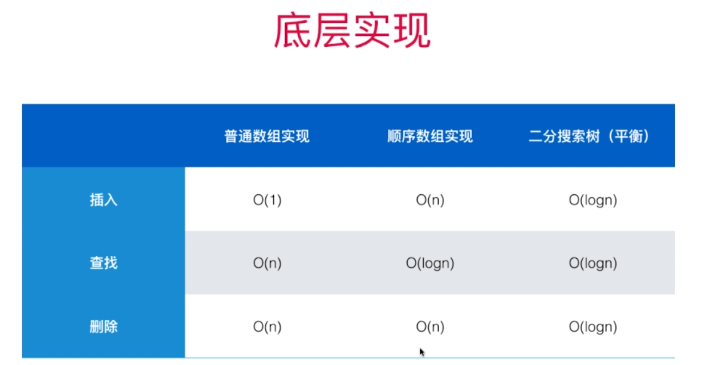 底层实现
普通数组实现 顺序数组实现 二分搜索树（平衡）
插入 O(1) O(n) O(logn)
查找 O(n) O(logn) O(logn)
删除 O(n) O(n) O(logn)